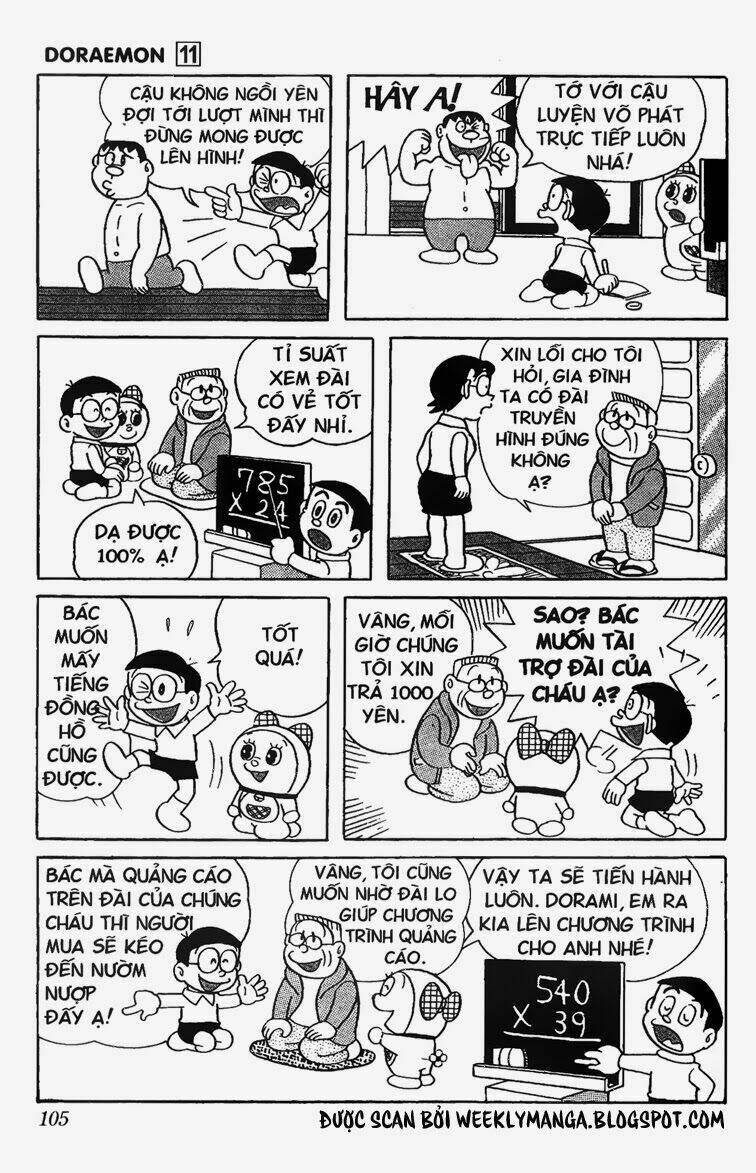 DORAEMON 11
CẬU KHÔNG NGỒI YÊN
ĐỢI TỚI LƯỢT MÌNH THÌ
ĐỪNG MONG ĐƯỢC
LÊN HÌNH!
HÂY A!
TỚ VỚI CẬU
LUYỆN VÕ PHÁT
TRỰC TIẾP LUÔN
NHÁ!
TỈ SUẤT
XEM ĐÀI
CÓ VẺ TỐT
ĐẤY NHỈ.
785
X 24
DẠ ĐƯỢC
100% Ạ!
XIN LỖI CHO TÔI
HỎI, GIA ĐÌNH
TA CÓ ĐÀI
TRUYỀN
HÌNH ĐÚNG
KHÔNG
Ạ?
BÁC
MUỐN
MẤY
TIẾNG
ĐỒNG
HỒ
CŨNG
ĐƯỢC.
TỐT
QUÁ!
VÂNG, MỖI
GIỜ CHÚNG
TÔI XIN
TRẢ 1000
YÊN.
SAO? BÁC
MUỐN TÀI
TRỢ ĐÀI CỦA
CHÁU Ạ?
BÁC MÀ QUẢNG CÁO
TRÊN ĐÀI CỦA CHÚNG
CHÁU THÌ NGƯỜI
MUA SẼ KÉO
ĐẾN NƯỜM
NƯỢP
ĐẤY Ạ!
VÂNG, TÔI CŨNG
MUỐN NHỜ ĐÀI LO
GIÚP CHƯƠNG
TRÌNH QUẢNG
CÁO.
VẬY TA SẼ TIẾN HÀNH
LUÔN. DORAMI, EM RA
KIA LÊN CHƯƠNG TRÌNH
CHO ANH NHÉ!
540
X 39
105
ĐƯỢC SCAN BỞI WEEKLYMANGA.BLOGSPOT.COM